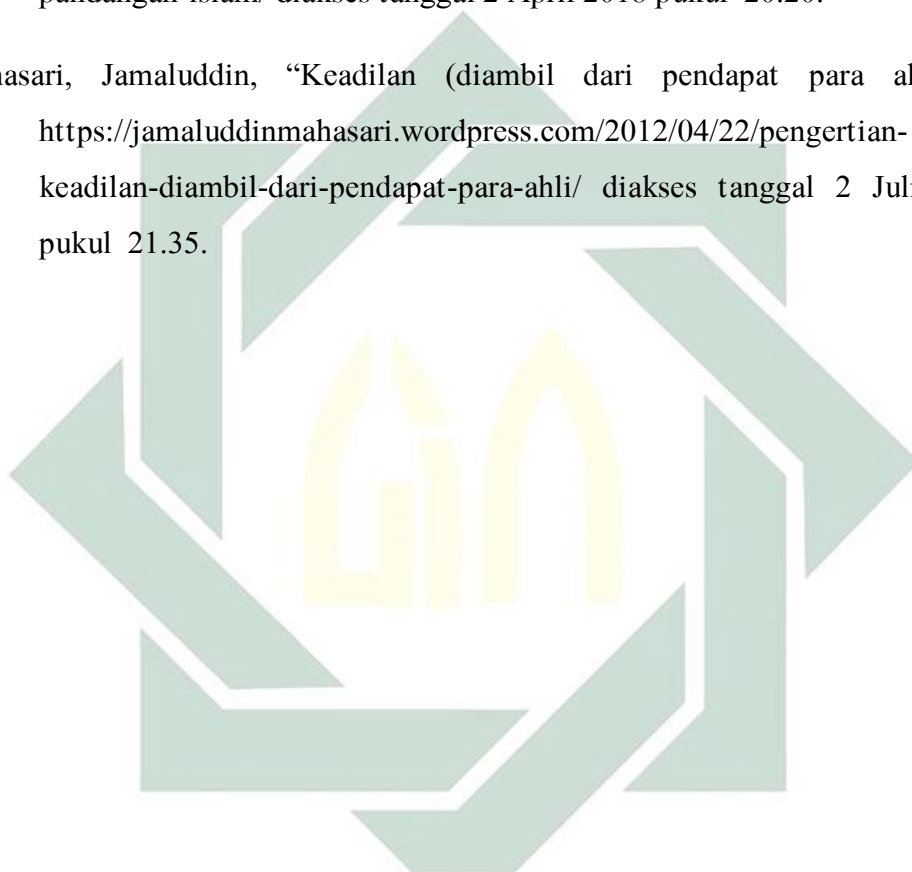 pandangan-islam/ diakses tanggal 2 April 2018 pukul 20.20.
hasari, Jamaluddin, “Keadilan (diambil dari pendapat para ah
https://jamaluddinmahasari.wordpress.com/2012/04/22/pengertian-
keadilan-diambil-dari-pendapat-para-ahli/ diakses tanggal 2 Juli
pukul 21.35.